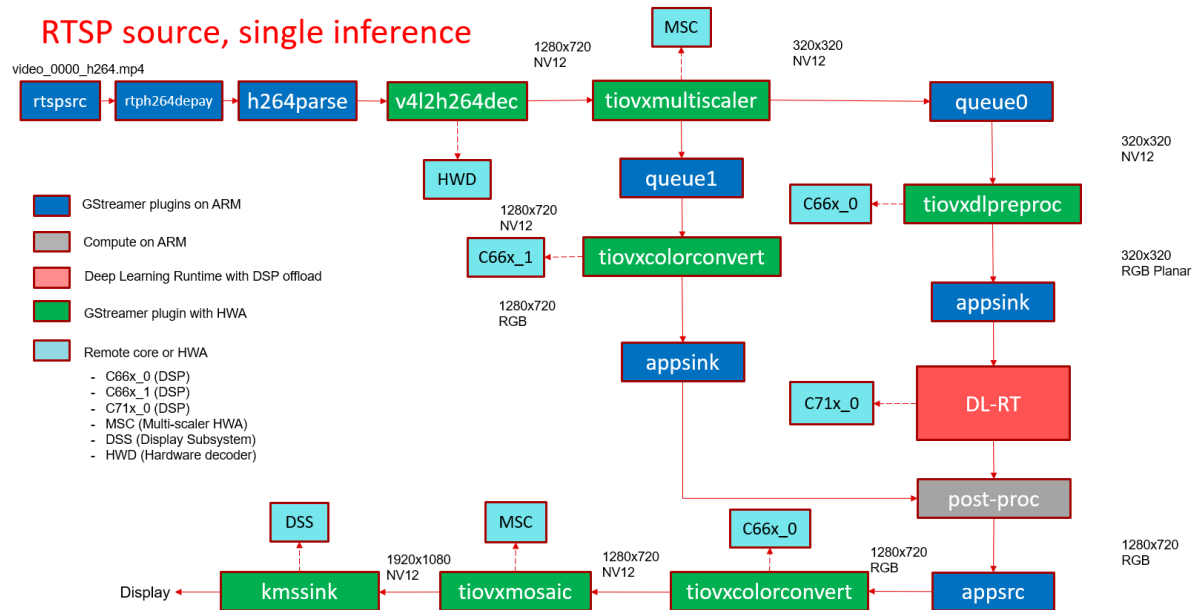 RTSP source, single inference
video_0000_h264.mp4
rtspsrc
rtph264depay
h264parse
v4l2h264dec
1280x720
NV12
tiovxmultiscaler
MSC
320x320
NV12
queue0
HWD
queue1
320x320
NV12
C66x_0
tiovxdlpreproc
1280x720
NV12
C66x_1
tiovxcolorconvert
320x320
RGB Planar
1280x720
RGB
appsink
appsink
C71x_0
DL-RT
post-proc
GStreamer plugins on ARM
Compute on ARM
Deep Learning Runtime with DSP offload
GStreamer plugin with HWA
Remote core or HWA
- C66x_0 (DSP)
- C66x_1 (DSP)
- C71x_0 (DSP)
- MSC (Multi-scaler HWA)
- DSS (Display Subsystem)
- HWD (Hardware decoder)
DSS
MSC
C66x_0
1280x720
RGB
Display
kmssink
1920x1080
NV12
tiovxmosaic
1280x720
NV12
tiovxcolorconvert
1280x720
RGB
appsrc